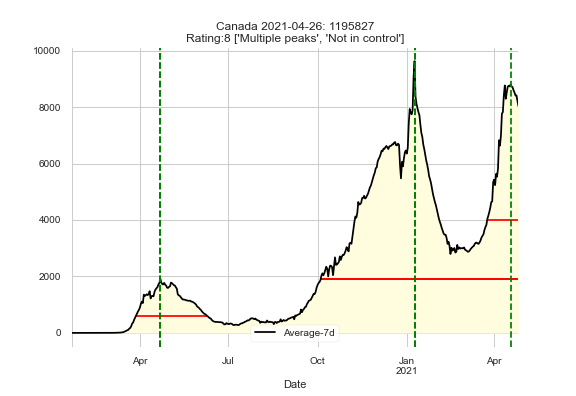 Canada 2021-04-26: 1195827
Rating:8 ['Multiple peaks', 'Not in control']
10000
8000
6000
4000
2000
0
Average-7d
Apr
Jul
Oct
Jan
2021
Apr
Date